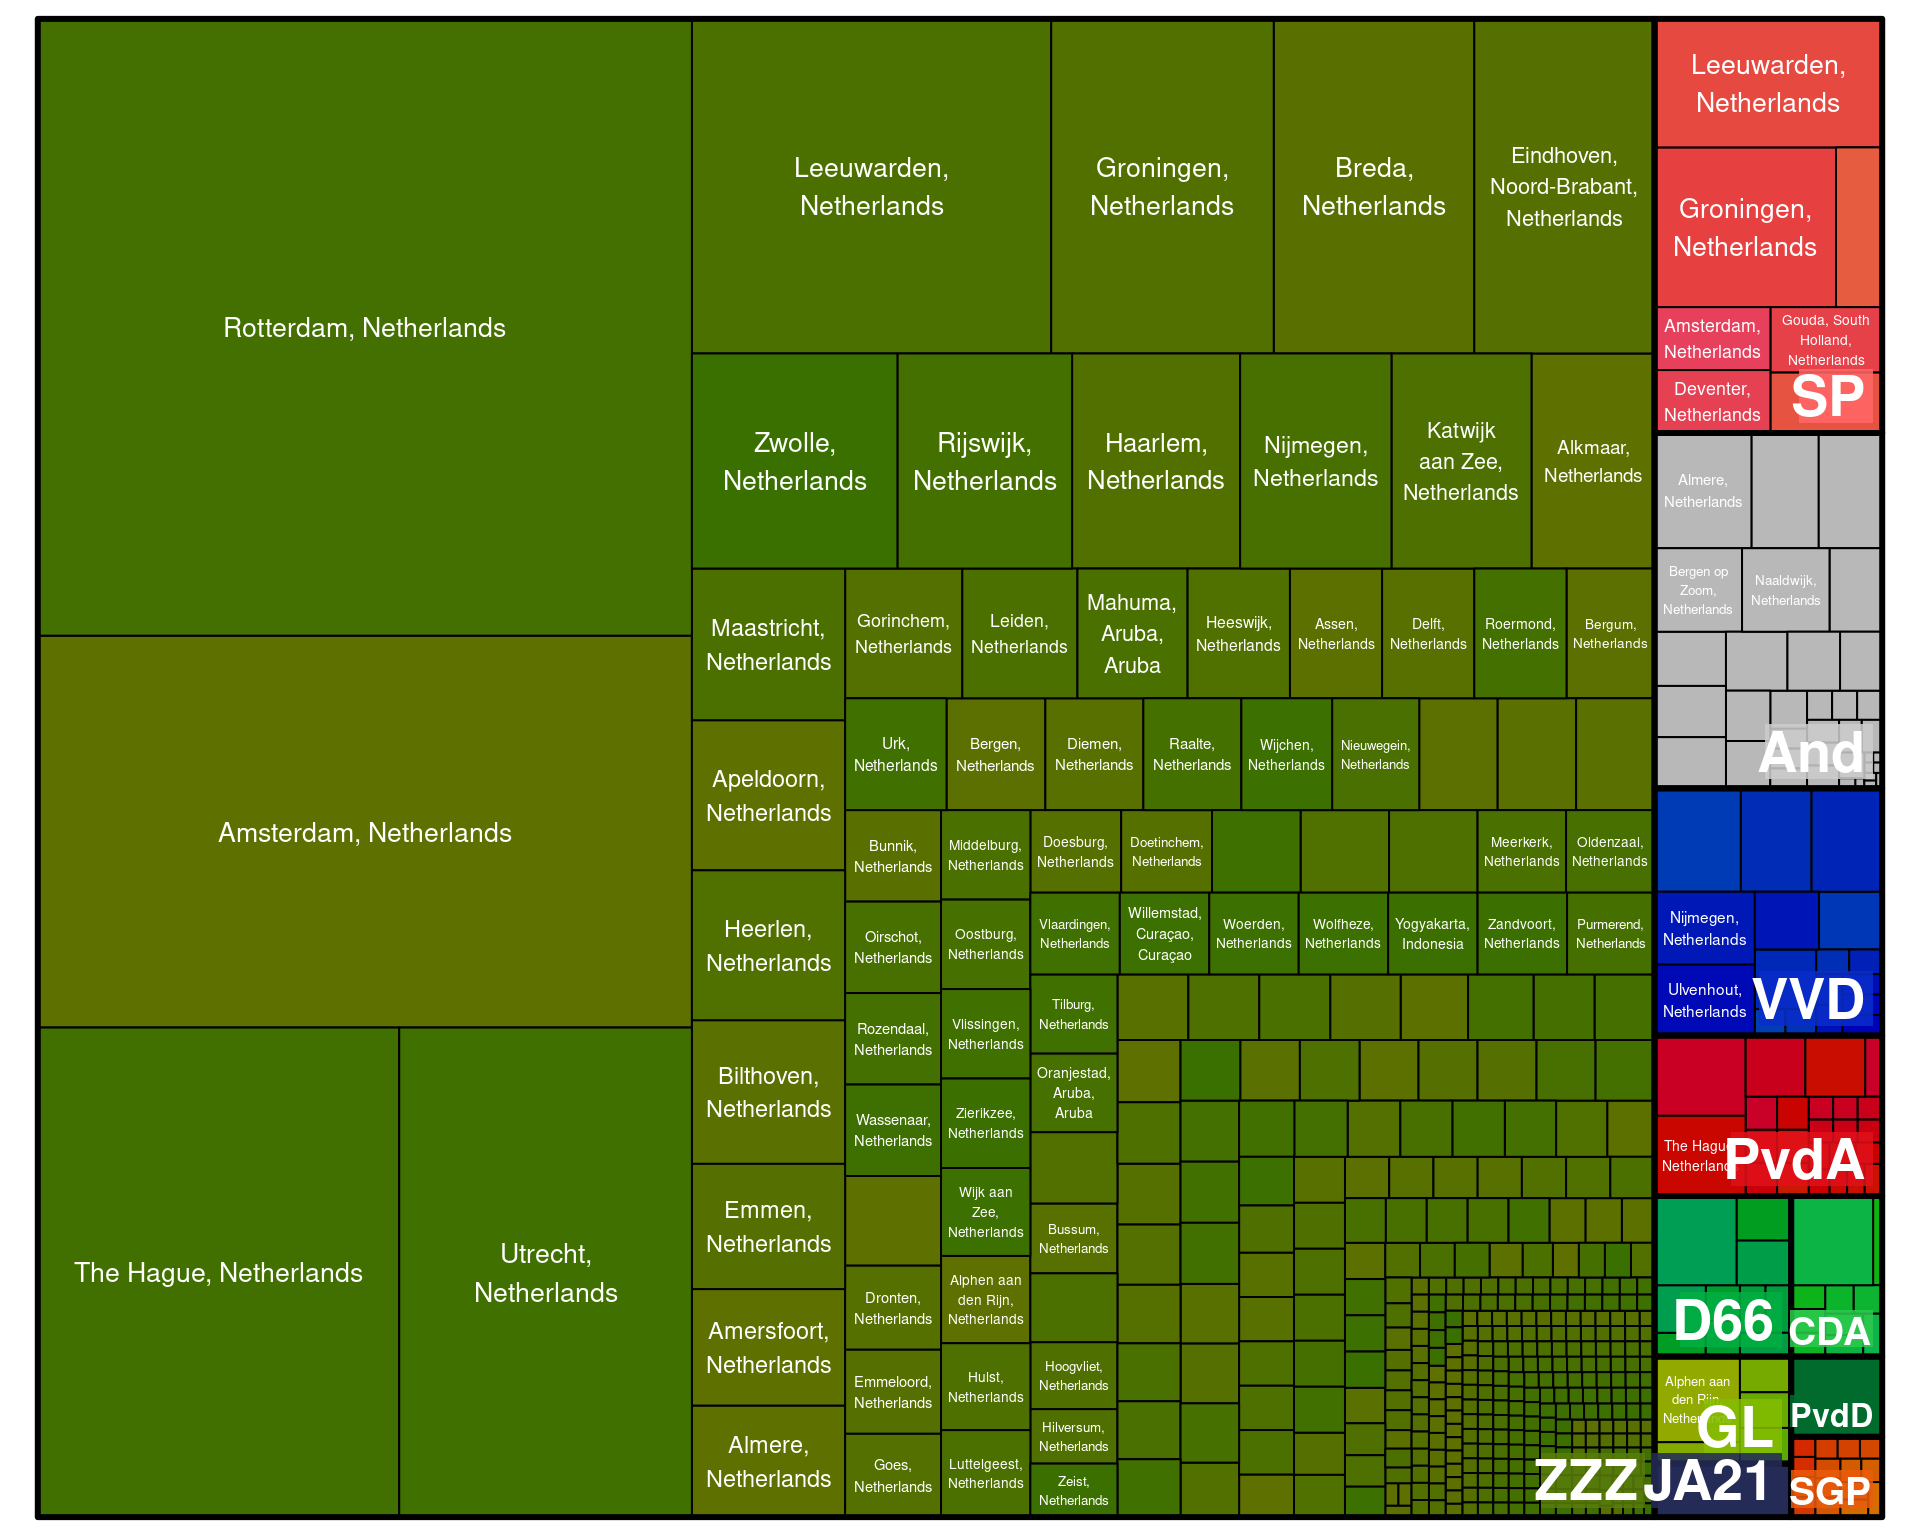 Rotterdam, Netherlands
Amsterdam, Netherlands
The Hague, Netherlands
Utrecht,
Netherlands
Leeuwarden,
Netherlands
Groningen,
Netherlands
Breda,
Netherlands
Eindhoven,
Noord-Brabant,
Netherlands
Zwolle,
Netherlands
Rijswijk,
Netherlands
Haarlem,
Netherlands
Nijmegen,
Netherlands
Katwijk
aan Zee,
Netherlands
Alkmaar,
Netherlands
Maastricht,
Netherlands
Apeldoorn,
Netherlands
Heerlen,
Netherlands
Bilthoven,
Netherlands
Emmen,
Netherlands
Amersfoort,
Netherlands
Almere,
Netherlands
Gorinchem,
Netherlands
Leiden,
Netherlands
Mahuma,
Aruba,
Aruba
Heeswijk,
Netherlands
Assen,
Netherlands
Delft,
Netherlands
Roermond,
Netherlands
Bergum,
Netherlands
Urk,
Netherlands
Bergen,
Netherlands
Diemen,
Netherlands
Raalte,
Netherlands
Wijchen,
Netherlands
Nieuwegein,
Netherlands
Bunnik,
Netherlands
Oirschot,
Netherlands
Rozendaal,
Netherlands
Wassenaar,
Netherlands
Dronten,
Netherlands
Emmeloord,
Netherlands
Goes,
Netherlands
Middelburg,
Netherlands
Oostburg,
Netherlands
Vlissingen,
Netherlands
Zierikzee,
Netherlands
Wijk aan
Zee,
Netherlands
Alphen aan
den Rijn,
Netherlands
Hulst,
Netherlands
Luttelgeest,
Netherlands
Doesburg,
Netherlands
Doetinchem,
Netherlands
Meerkerk,
Netherlands
Oldenzaal,
Netherlands
Vlaardingen,
Netherlands
Willemstad,
Curaçao,
Curaçao
Woerden,
Netherlands
Wolfheze,
Netherlands
Yogyakarta,
Indonesia
Zandvoort,
Netherlands
Purmerend,
Netherlands
Tilburg,
Netherlands
Oranjestad,
Aruba,
Aruba
Bussum,
Netherlands
Hoogvliet,
Netherlands
Hilversum,
Netherlands
Zeist,
Netherlands
ZZZ
Leeuwarden,
Netherlands
Groningen,
Netherlands
Amsterdam,
Netherlands
Gouda, South
Holland,
Netherlands
Deventer,
Netherlands
SP
Almere,
Netherlands
Bergen op
Zoom,
Netherlands
Naaldwijk,
Netherlands
And
Nijmegen,
Netherlands
Ulvenhout,
Netherlands
VVD
The Hague,
Netherlands
PvdA
D66
CDA
Alphen aan
den Rijn,
GL
PvdD
JA21
SGP